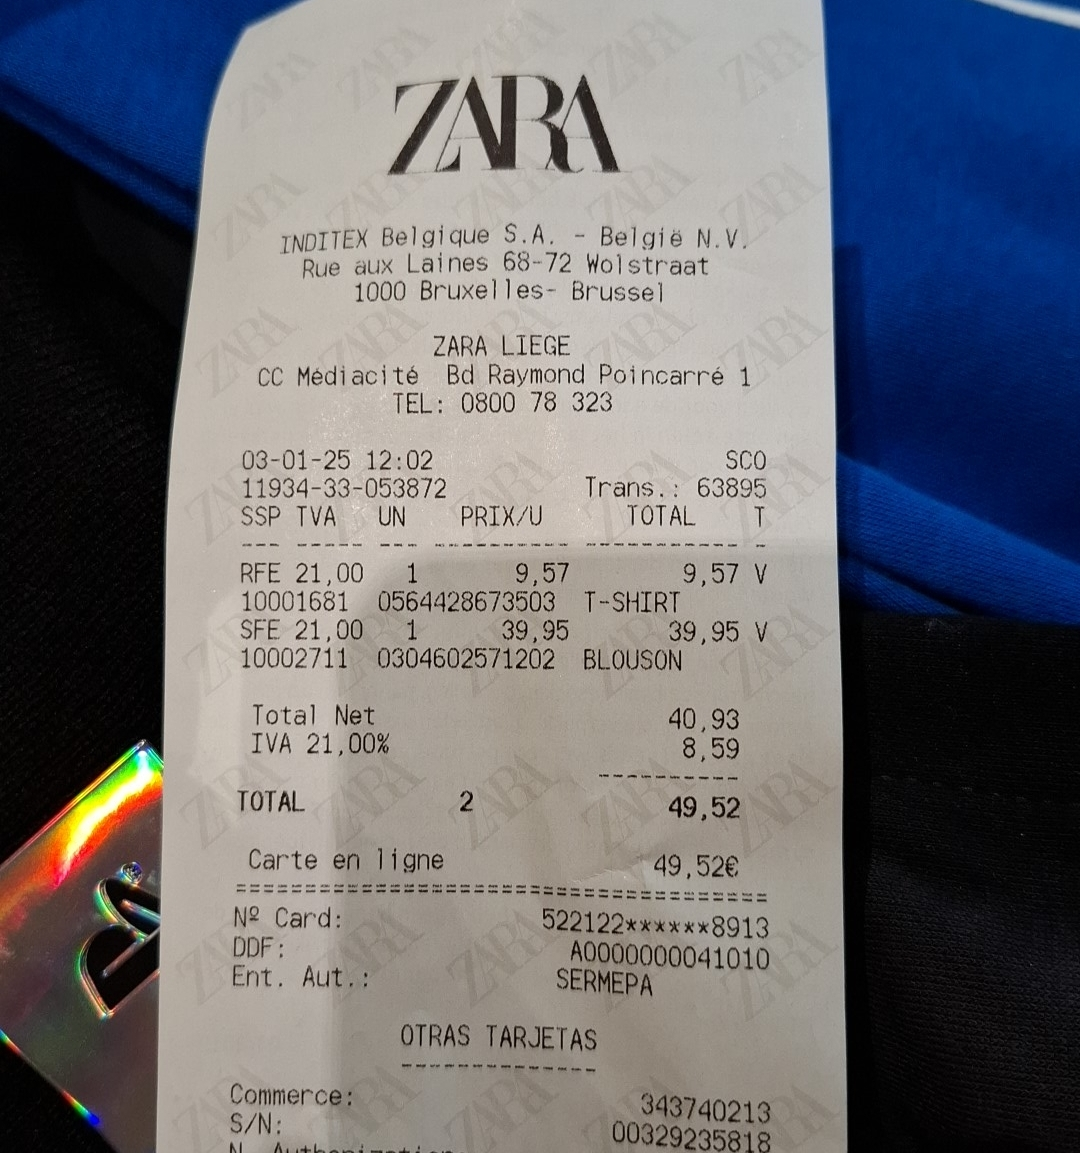 ZARA
INDITEX Belgique S.A. - België N.V.
Rue aux Laines 68-72 Wolstraat
1000 Bruxelles- Brussel
ZARA LIEGE
CC Médiacité Bd Raymond Poincarré 1
TEL: 0800 78 323
03-01-25 12:02 SCO
11934-33-053872 Trans.: 63895
SSP TVA UN PRIX/U TOTAL T
RFE 21,00 1 9,57 9,57 V
10001681 0564428673503 T-SHIRT
SFE 21,00 1 39,95 39,95 V
10002711 0304602571202 BLOUSON
Total Net 40,93
IVA 21,00% 8,59
TOTAL 2 49,52
Carte en ligne 49,52€
Nº Card: 522122******8913
DDF: A0000000041010
Ent. Aut.: SERMEPA
OTRAS TARJETAS
Commerce: 343740213
S/N: 00329235818